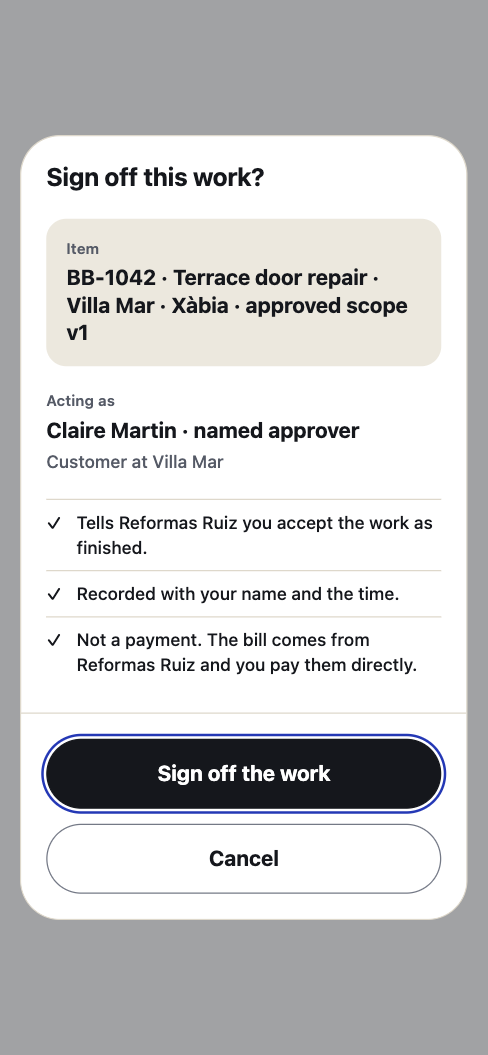 Sign off this work?
Item
BB-1042 · Terrace door repair ·
Villa Mar · Xàbia · approved scope
v1
Acting as
Claire Martin · named approver
Customer at Villa Mar
Tells Reformas Ruiz you accept the work as
finished.
Recorded with your name and the time.
Not a payment. The bill comes from
Reformas Ruiz and you pay them directly.
Sign off the work
Cancel